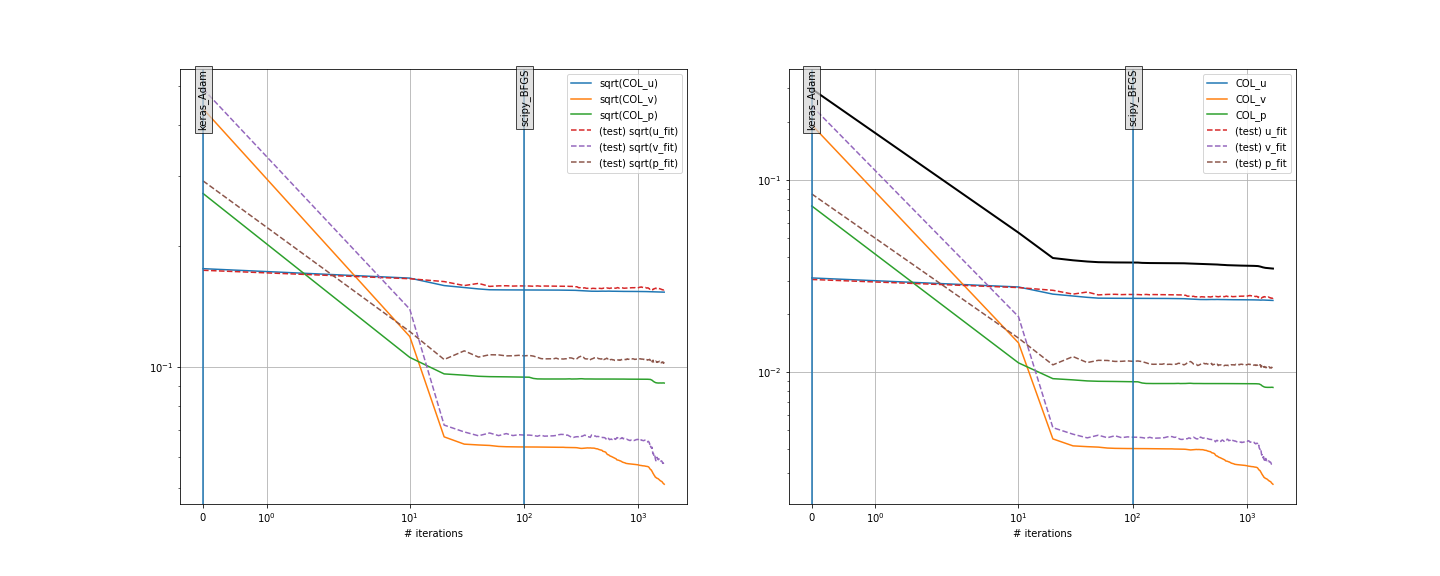 keras_Adam
scipy_BFGS
sqrt(COL_u)
sqrt(COL_v)
sqrt(COL_p)
(test) sqrt(u_fit)
(test) sqrt(v_fit)
(test) sqrt(p_fit)
10⁻¹
0
10⁰
10¹
10²
10³
# iterations
keras_Adam
scipy_BFGS
COL_u
COL_v
COL_p
(test) u_fit
(test) v_fit
(test) p_fit
10⁻¹
10⁻²
0
10⁰
10¹
10²
10³
# iterations